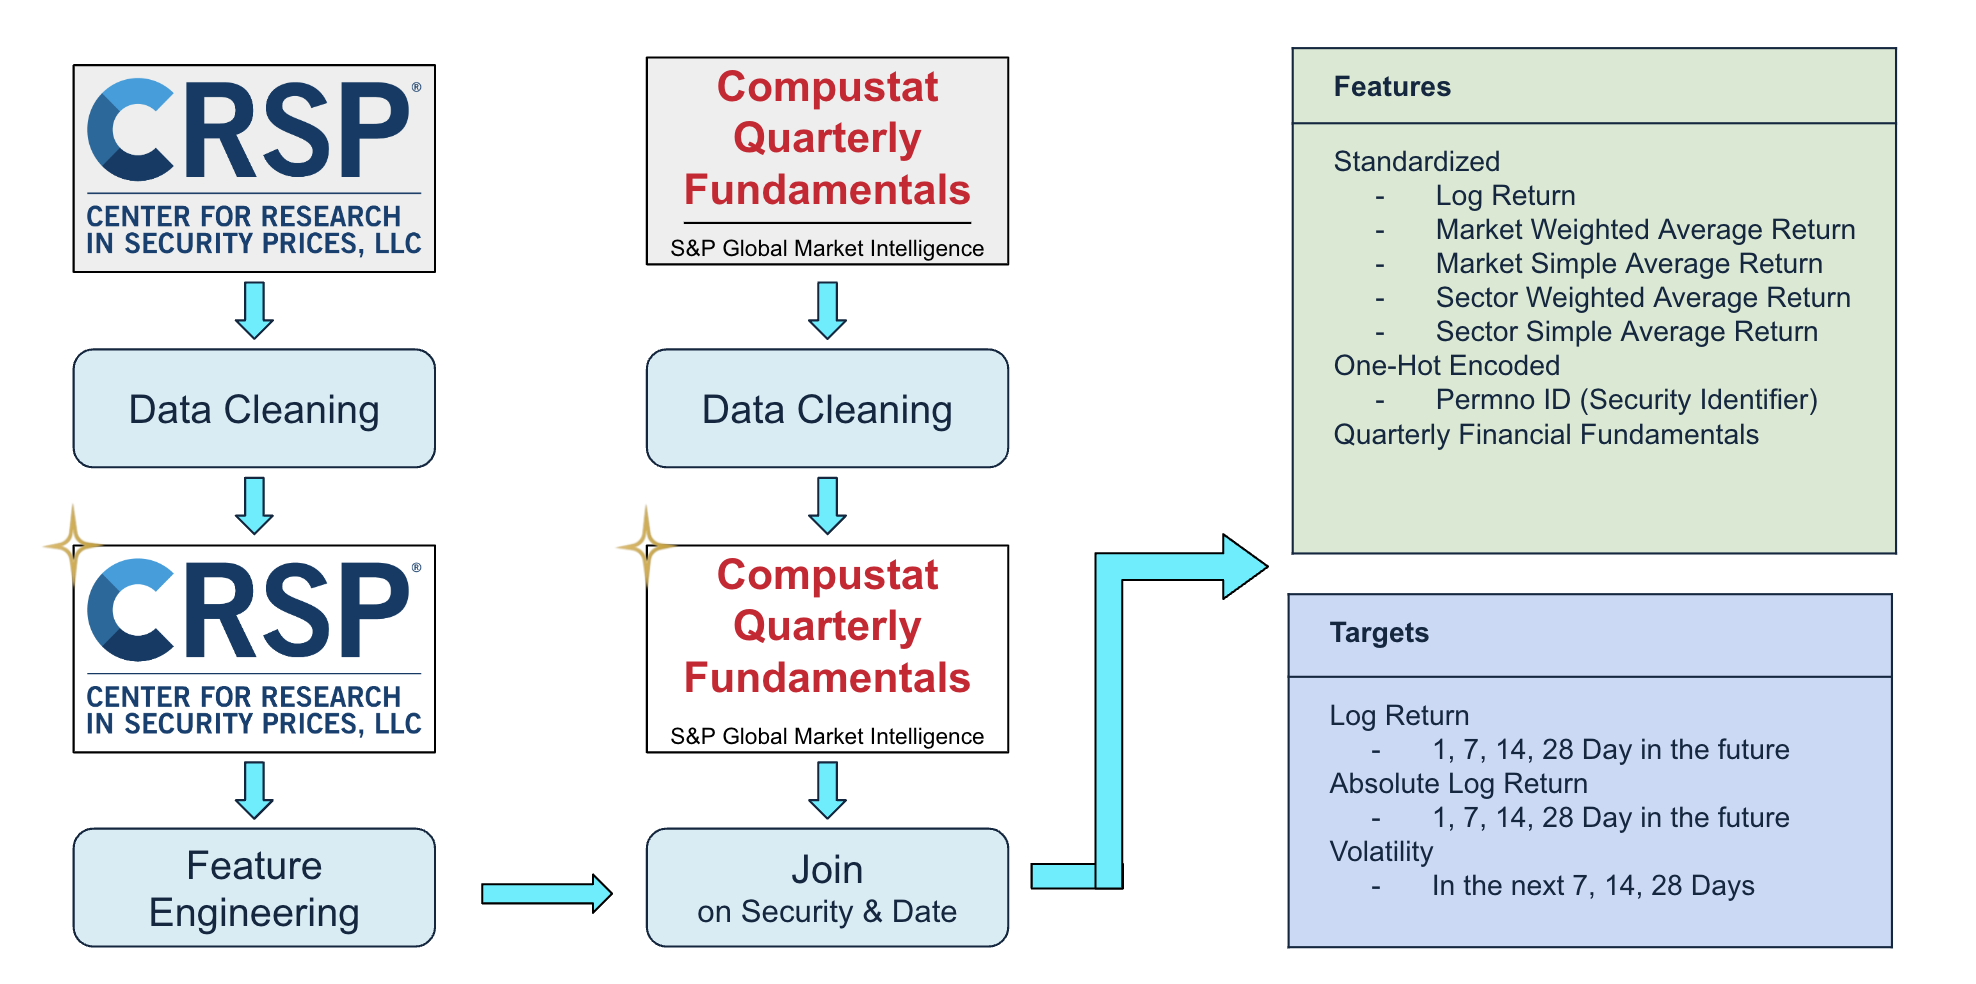 CRSP®
CENTER FOR RESEARCH
IN SECURITY PRICES, LLC
Data Cleaning
CRSP®
CENTER FOR RESEARCH
IN SECURITY PRICES, LLC
Feature
Engineering
Compustat
Quarterly
Fundamentals
S&P Global Market Intelligence
Data Cleaning
Compustat
Quarterly
Fundamentals
S&P Global Market Intelligence
Join
on Security & Date
Features
Standardized
- Log Return
- Market Weighted Average Return
- Market Simple Average Return
- Sector Weighted Average Return
- Sector Simple Average Return
One-Hot Encoded
- Permno ID (Security Identifier)
Quarterly Financial Fundamentals
Targets
Log Return
- 1, 7, 14, 28 Day in the future
Absolute Log Return
- 1, 7, 14, 28 Day in the future
Volatility
- In the next 7, 14, 28 Days